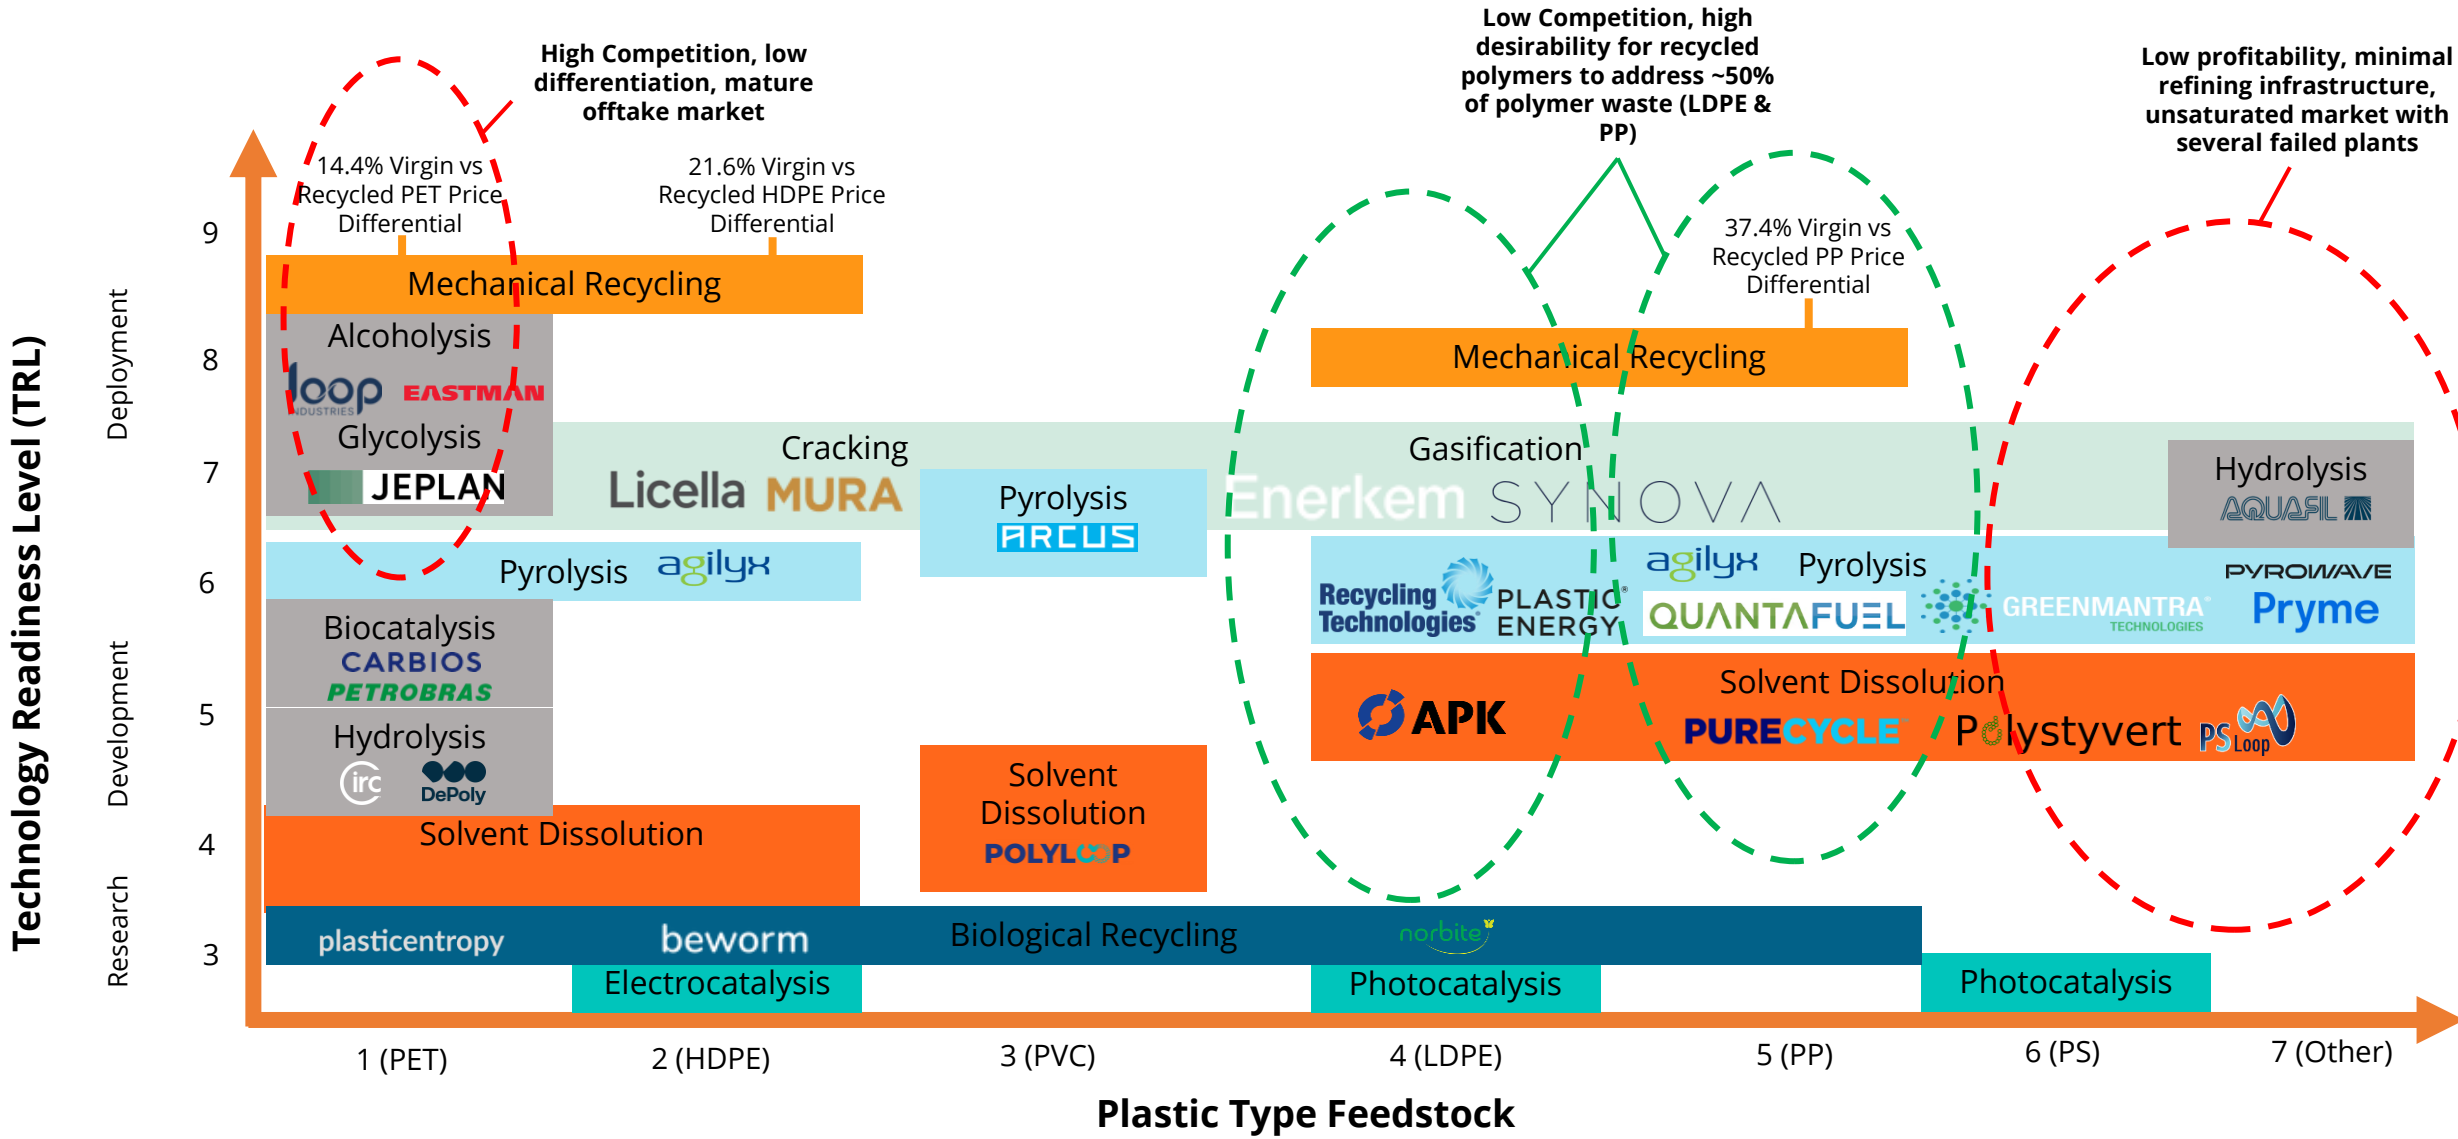 High Competition, low
differentiation, mature
offtake market
Low Competition, high
desirability for recycled
polymers to address ~50%
of polymer waste (LDPE &
PP)
Low profitability, minimal
refining infrastructure,
unsaturated market with
several failed plants
14.4% Virgin vs
Recycled PET Price
Differential
21.6% Virgin vs
Recycled HDPE Price
Differential
37.4% Virgin vs
Recycled PP Price
Differential
Technology Readiness Level (TRL)
Deployment
Development
Research
9
8
7
6
5
4
3
Mechanical Recycling
Alcoholysis
loop
INDUSTRIES
EASTMAN
Glycolysis
JEPLAN
Mechanical Recycling
Cracking
Licella MURA
Pyrolysis
ARCUS
Gasification
Enerkem SYNOVA
Hydrolysis
AQUAFIL
Pyrolysis agilyx
Recycling
Technologies
PLASTIC
ENERGY®
agilyx Pyrolysis
QUANTAFUEL
GREENMANTRA®
TECHNOLOGIES
PYROWAVE
Pryme
Biocatalysis
CARBIOS
PETROBRAS
Hydrolysis
circ
DePoly
Solvent Dissolution
APK
PURECYCLE™
Polystyvert
PS
Loop
Solvent Dissolution
Solvent
Dissolution
POLYLOOP
plasticentropy
beworm
Biological Recycling
norbite
Electrocatalysis
Photocatalysis
Photocatalysis
1 (PET)
2 (HDPE)
3 (PVC)
4 (LDPE)
5 (PP)
6 (PS)
7 (Other)
Plastic Type Feedstock